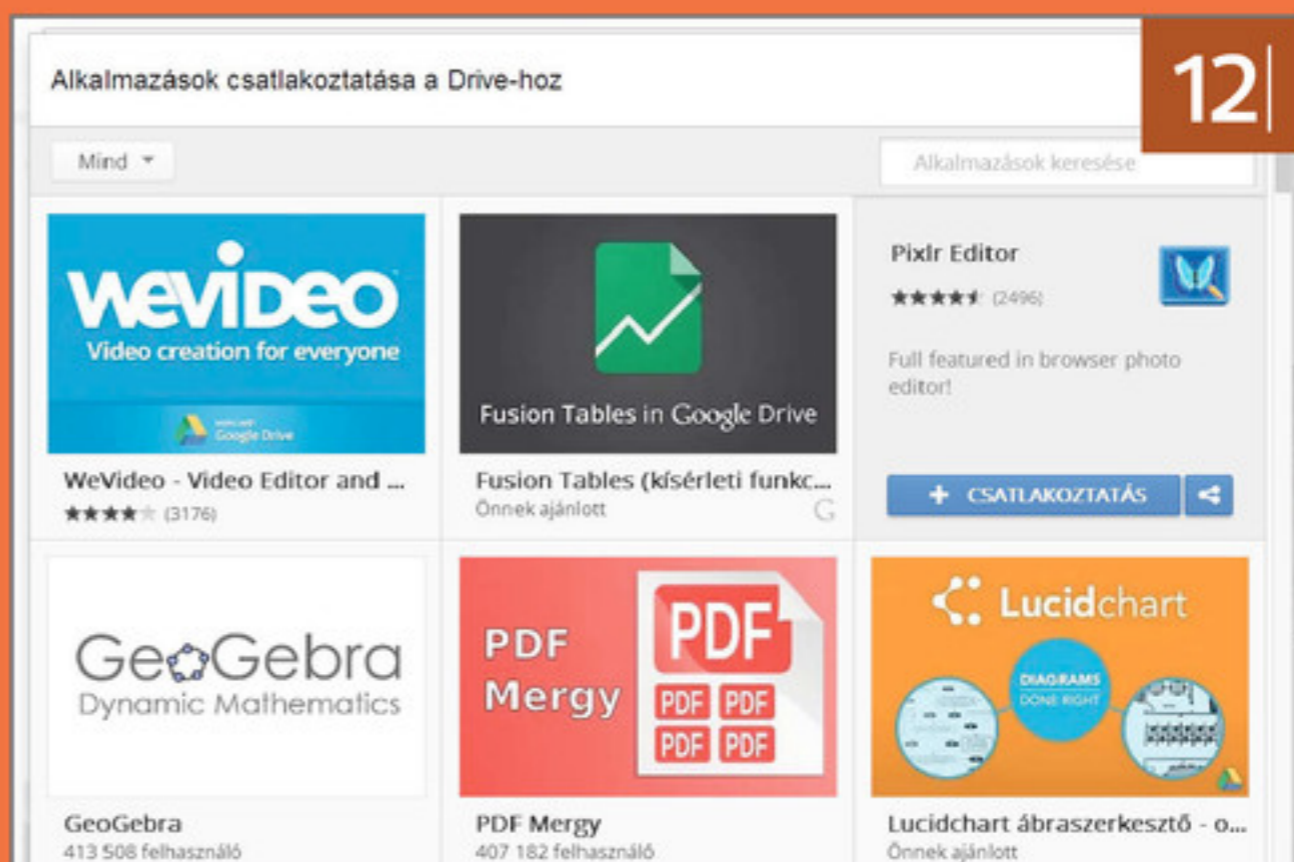 Alkalmazások csatlakoztatása a Drive-hoz
12
Mind
Alkalmazások keresése
WEVIDEO
Video creation for everyone
Google Drive
WeVideo - Video Editor and ...
(3176)
Fusion Tables in Google Drive
Fusion Tables (kísérleti funkc...
Önnek ajánlott
G
Pixlr Editor
(2496)
Full featured in browser photo
editor!
+ CSATLAKOZTATÁS
GeoGebra
Dynamic Mathematics
GeoGebra
413 508 felhasználó
PDF
Mergy
PDF
PDF PDF
PDF PDF
PDF Mergy
407 182 felhasználó
Lucidchart
DIAGRAMS
DONE RIGHT
Lucidchart ábraszerkesztő - o...
Önnek ajánlott